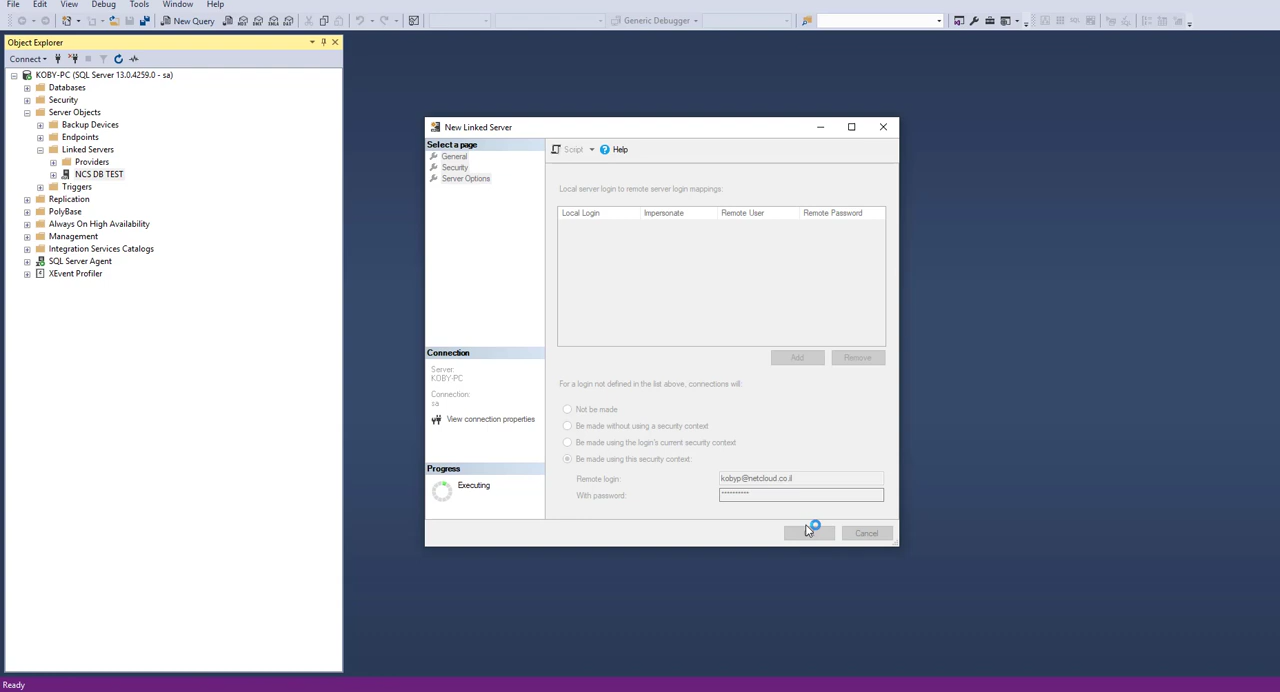 File Edit View Debug Tools Window Help
New Query Generic Debugger
Object Explorer
Connect
KOBY-PC (SQL Server 13.0.4259.0 - sa)
Databases
Security
Server Objects
Backup Devices
Endpoints
Linked Servers
Providers
NCS DB TEST
Triggers
Replication
PolyBase
Always On High Availability
Management
Integration Services Catalogs
SQL Server Agent
XEvent Profiler
New Linked Server
Select a page
General
Security
Server Options
Connection
Server:
KOBY-PC
Connection:
sa
View connection properties
Progress
Executing
Script Help
Local server login to remote server login mappings:
Local Login Impersonate Remote User Remote Password
Add Remove
For a login not defined in the list above, connections will:
Not be made
Be made without using a security context
Be made using the login's current security context
Be made using this security context:
Remote login: kobyp@netcloud.co.il
With password: **********
Cancel
Ready